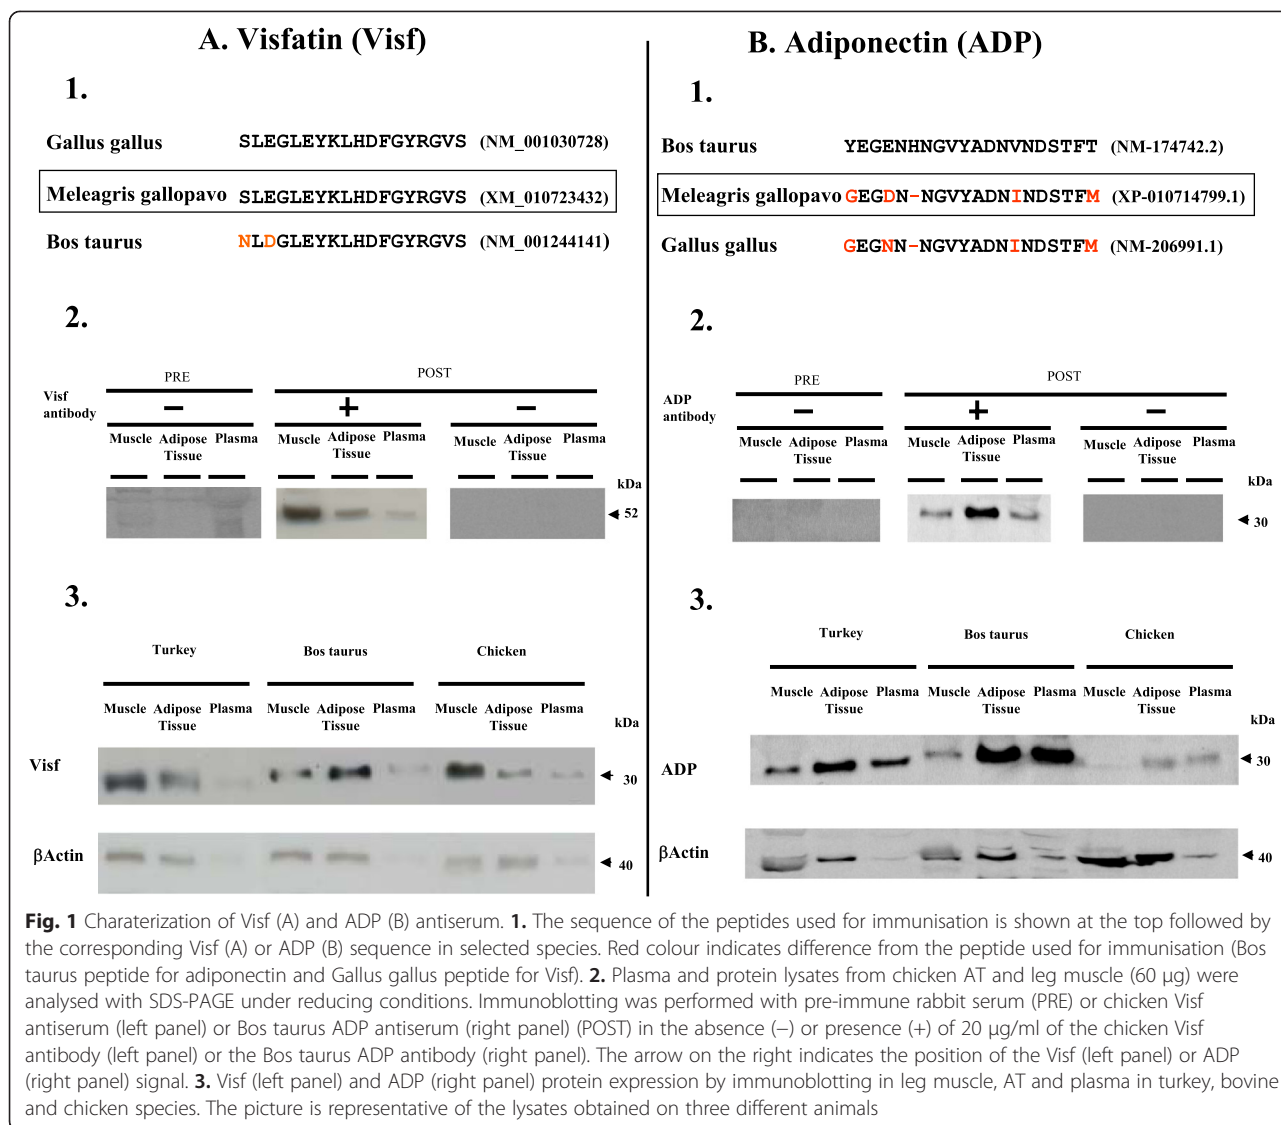 A. Visfatin (Visf)
1.
Gallus gallus SLEGLEYKLHDFGYRGVS (NM_001030728)
Meleagris gallopavo SLEGLEYKLHDFGYRGVS (XM_010723432)
Bos taurus NLDGLEYKLHDFGYRGVS (NM_001244141)
2.
PRE POST
Visf
antibody − + −
Muscle Adipose Tissue Plasma Muscle Adipose Tissue Plasma Muscle Adipose Tissue Plasma
kDa
52
3.
Turkey Bos taurus Chicken
Muscle Adipose Tissue Plasma Muscle Adipose Tissue Plasma Muscle Adipose Tissue Plasma
kDa
Visf 30
βActin 40
B. Adiponectin (ADP)
1.
Bos taurus YEGENHNGVYADNVNDSTFT (NM-174742.2)
Meleagris gallopavo GEGDN-NGVYADNINDSTFM (XP-010714799.1)
Gallus gallus GEGNN-NGVYADNINDSTFM (NM-206991.1)
2.
PRE POST
ADP
antibody − + −
Muscle Adipose Tissue Plasma Muscle Adipose Tissue Plasma Muscle Adipose Tissue Plasma
kDa
30
3.
Turkey Bos taurus Chicken
Muscle Adipose Tissue Plasma Muscle Adipose Tissue Plasma Muscle Adipose Tissue Plasma
kDa
ADP 30
βActin 40
Fig. 1 Charaterization of Visf (A) and ADP (B) antiserum. 1. The sequence of the peptides used for immunisation is shown at the top followed by
the corresponding Visf (A) or ADP (B) sequence in selected species. Red colour indicates difference from the peptide used for immunisation (Bos
taurus peptide for adiponectin and Gallus gallus peptide for Visf). 2. Plasma and protein lysates from chicken AT and leg muscle (60 μg) were
analysed with SDS-PAGE under reducing conditions. Immunoblotting was performed with pre-immune rabbit serum (PRE) or chicken Visf
antiserum (left panel) or Bos taurus ADP antiserum (right panel) (POST) in the absence (−) or presence (+) of 20 μg/ml of the chicken Visf
antibody (left panel) or the Bos taurus ADP antibody (right panel). The arrow on the right indicates the position of the Visf (left panel) or ADP
(right panel) signal. 3. Visf (left panel) and ADP (right panel) protein expression by immunoblotting in leg muscle, AT and plasma in turkey, bovine
and chicken species. The picture is representative of the lysates obtained on three different animals